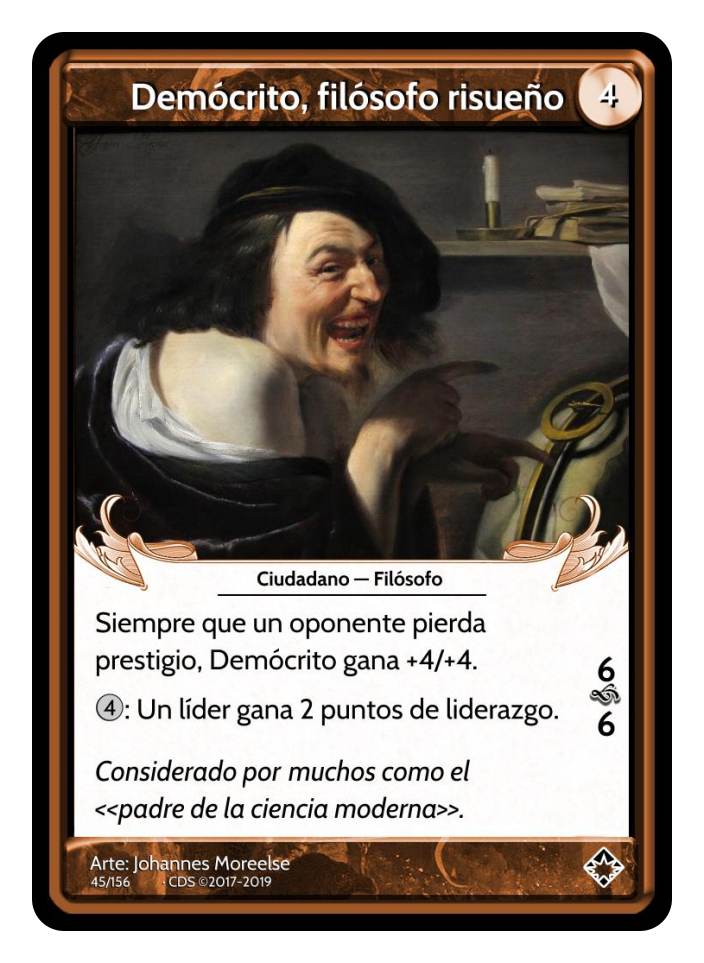 Demócrito, filósofo risueño 4
Ciudadano — Filósofo
Siempre que un oponente pierda
prestigio, Demócrito gana +4/+4.
4: Un líder gana 2 puntos de liderazgo.
6
6
Considerado por muchos como el
<<padre de la ciencia moderna>>.
Arte: Johannes Moreelse
45/156 · CDS ©2017-2019